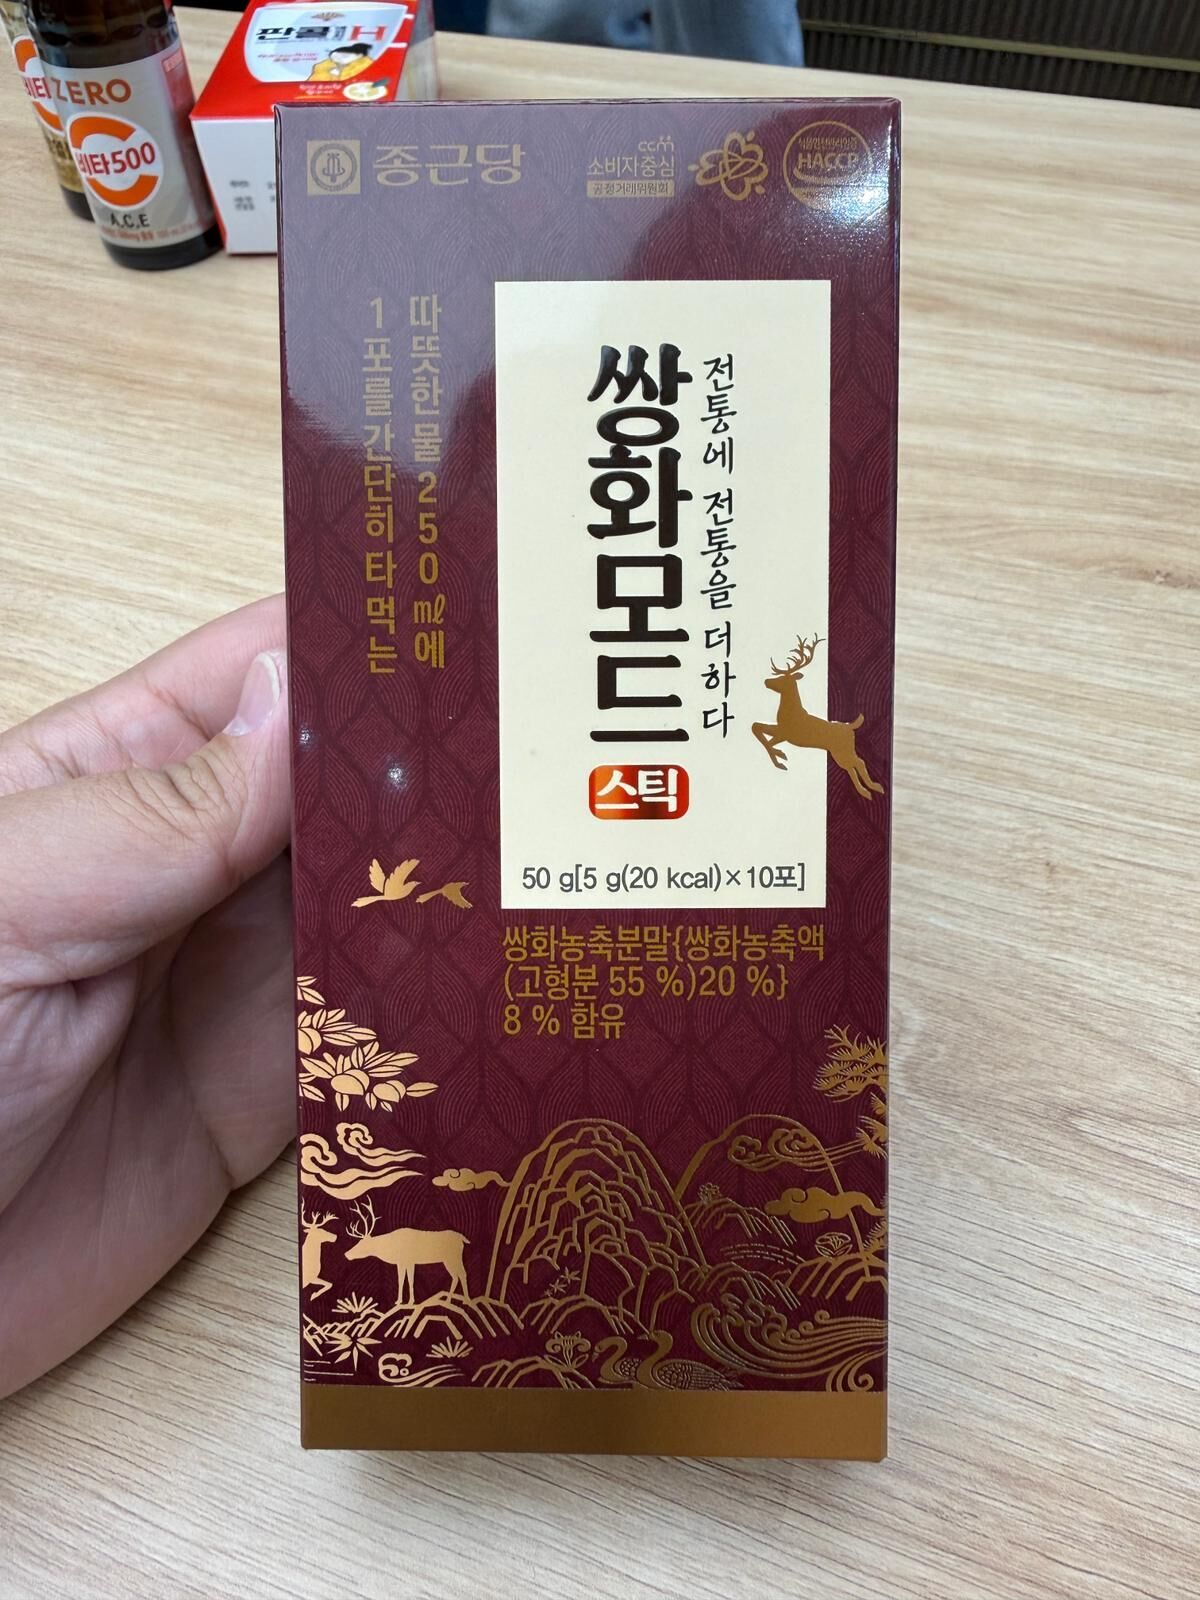 비타
ZERO
비타500
A.C.E
판콜 H
종근당
ccm
소비자중심
공정거래위원회
HACCP
따뜻한 물 250㎖에
1포를 간단히 타 먹는
전통에 전통을 더하다
쌍화모드
스틱
50 g[5 g(20 kcal)×10포]
쌍화농축분말{쌍화농축액
(고형분 55 %)20 %}
8 % 함유